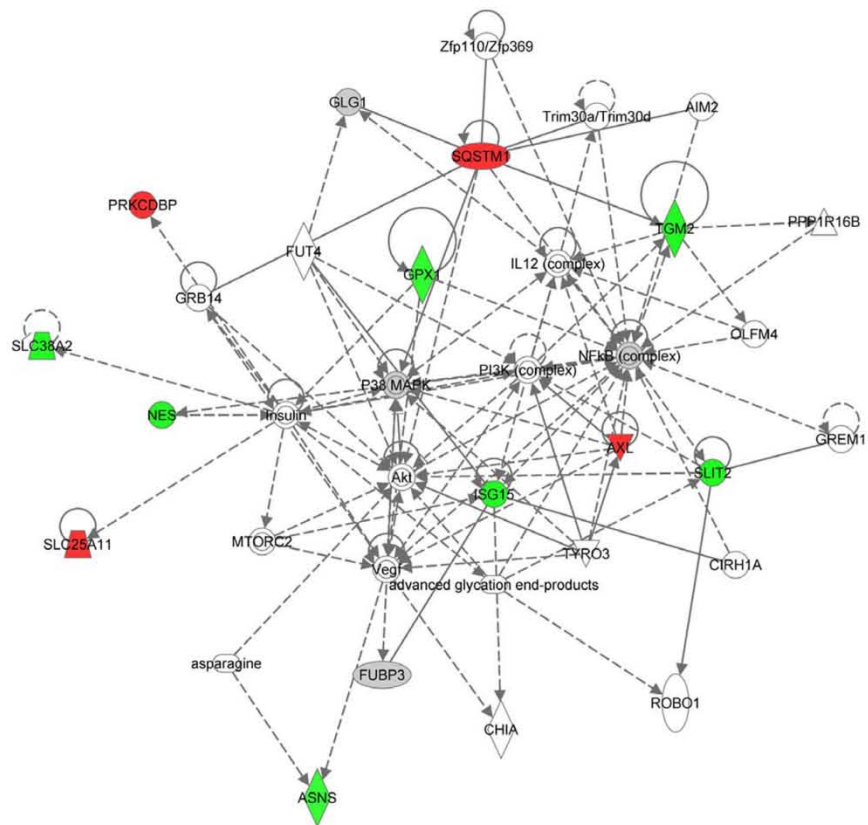 Zfp110/Zfp369
GLG1
Trim30a/Trim30d
AIM2
SQSTM1
PRKCDBP
TGM2
PPP1R16B
FUT4
IL12 (complex)
GPX1
GRB14
OLFM4
SLC38A2
NFkB (complex)
PI3K (complex)
P38 MAPK
NES
Insulin
GREM1
AXL
SLIT2
Akt
ISG15
SLC25A11
MTORC2
TYRO3
CIRH1A
Vegf
advanced glycation end-products
asparagine
FUBP3
ROBO1
CHIA
ASNS